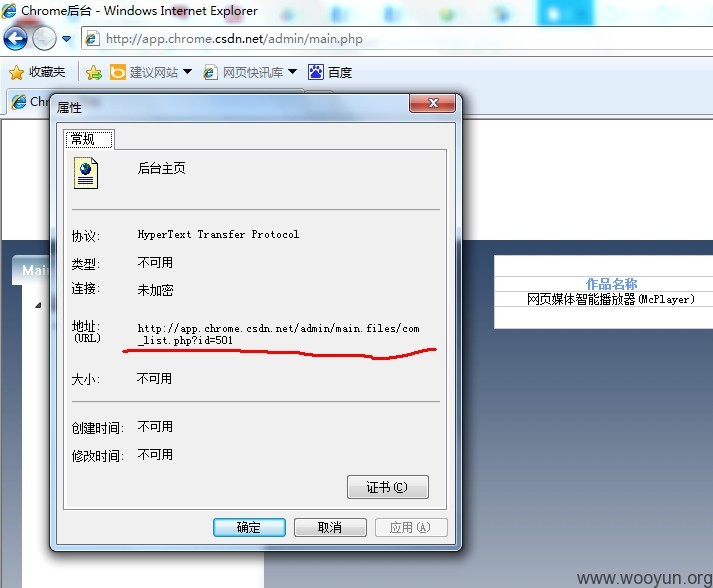 Chrome后台 - Windows Internet Explorer
http://app.chrome.csdn.net/admin/main.php
收藏夹 建议网站 网页快讯库 百度
Chr
属性
常规
后台主页
协议: HyperText Transfer Protocol
类型: 不可用
连接: 未加密
地址: http://app.chrome.csdn.net/admin/main.files/com
(URL) _list.php?id=501
大小: 不可用
创建时间: 不可用
修改时间: 不可用
证书(C)
确定 取消 应用(A)
Mai
作品名称
网页媒体智能播放器(McPlayer)
www.wooyun.org